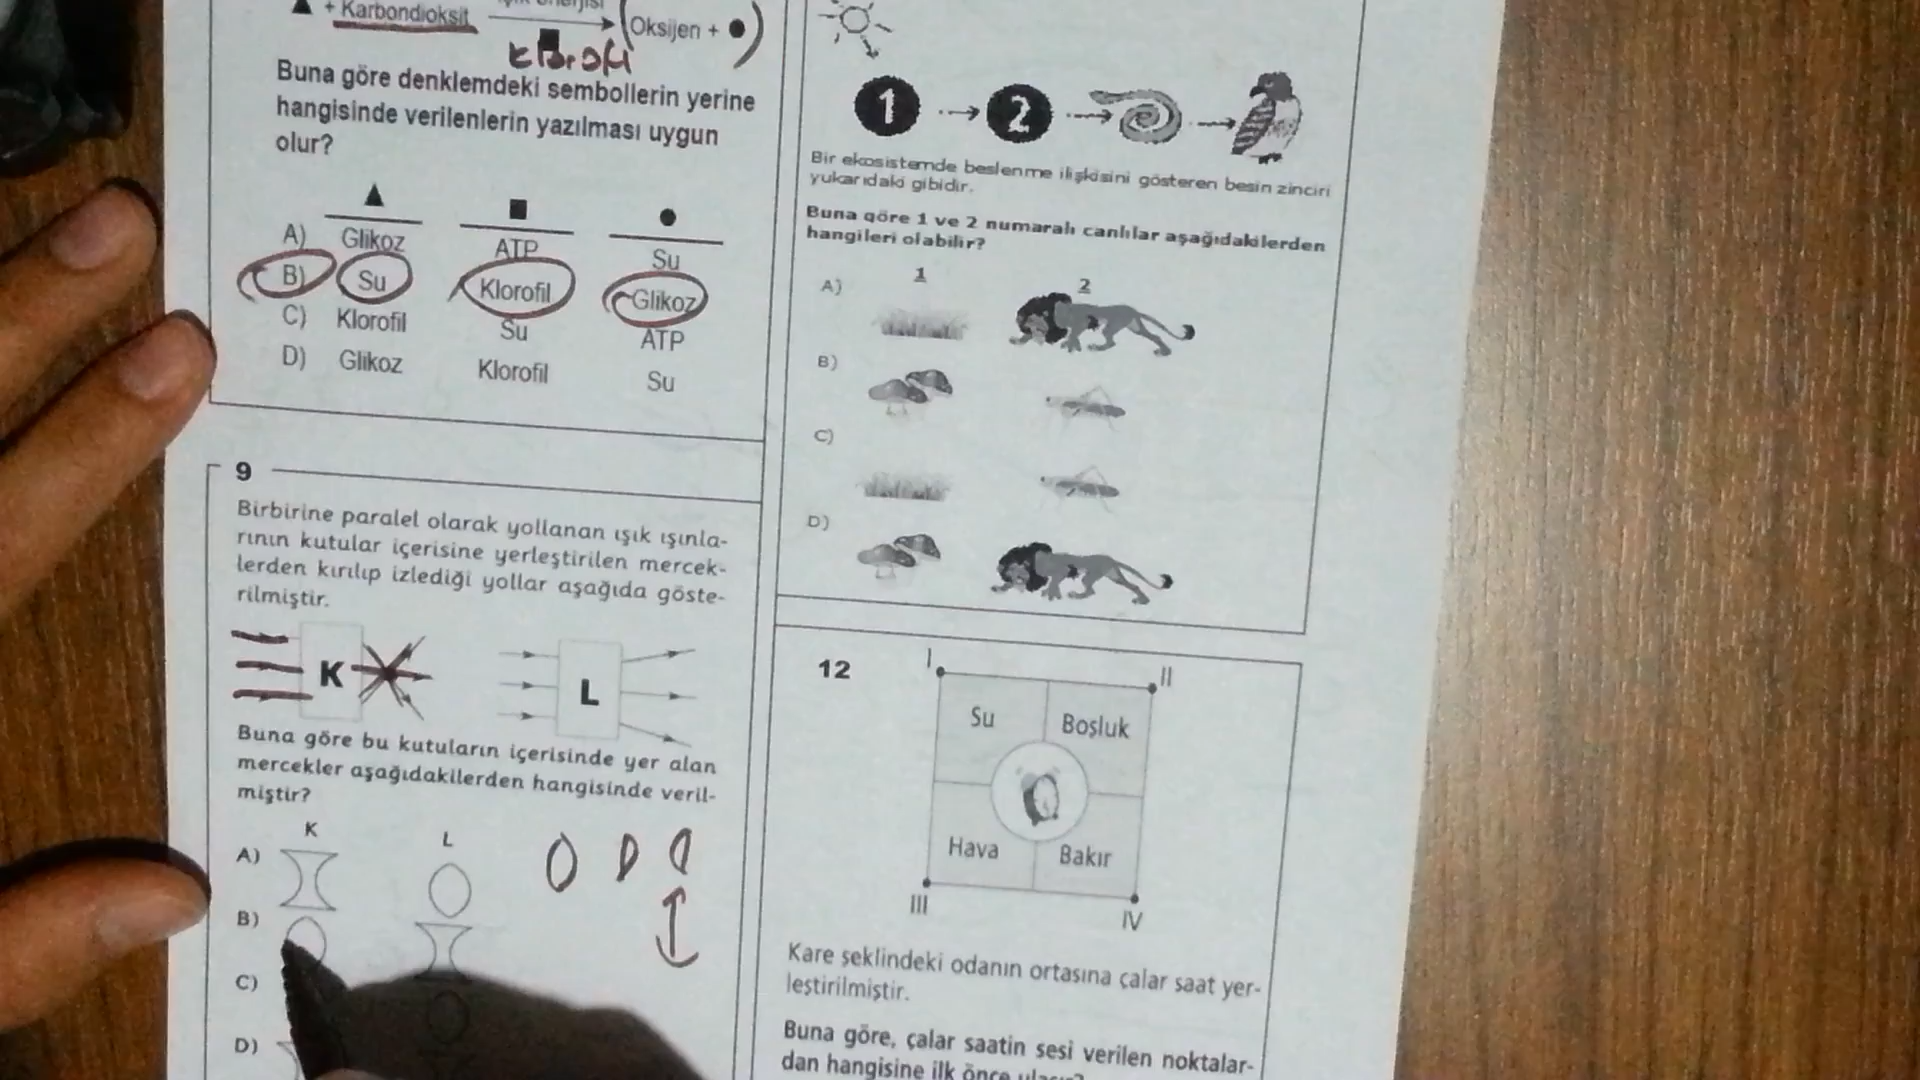 ▲ + Karbondioksit
(Oksijen + ●)
Buna göre denklemdeki sembollerin yerine
hangisinde verilenlerin yazılması uygun
olur?
▲ ■ ●
A) Glikoz ATP Su
B) Su Klorofil Glikoz
C) Klorofil Su ATP
D) Glikoz Klorofil Su
9
Birbirine paralel olarak yollanan ışık ışınla-
rının kutular içerisine yerleştirilen mercek-
lerden kırılıp izlediği yollar aşağıda göste-
rilmiştir.
K L
Buna göre bu kutuların içerisinde yer alan
mercekler aşağıdakilerden hangisinde veril-
miştir?
K L
A)
B)
C)
D)
1 2
Bir ekosistemde beslenme ilişkisini gösteren besin zinciri
yukarıdaki gibidir.
Buna göre 1 ve 2 numaralı canlılar aşağıdakilerden
hangileri olabilir?
1 2
A)
B)
C)
D)
12
I II
Su Boşluk
Hava Bakır
III IV
Kare şeklindeki odanın ortasına çalar saat yer-
leştirilmiştir.
Buna göre, çalar saatin sesi verilen noktalar-
dan hangisine ilk önce